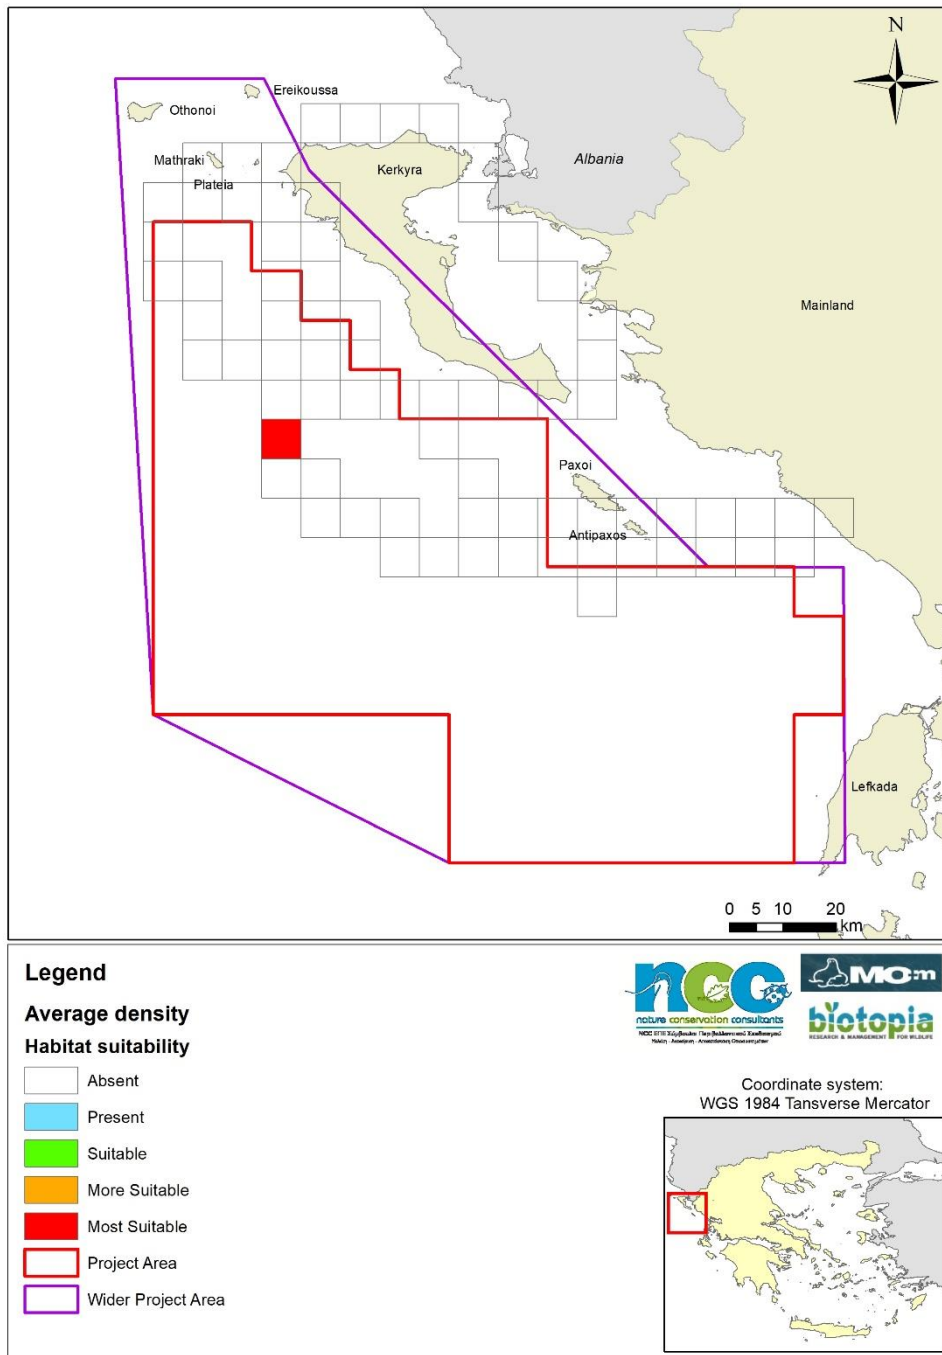 N
Ereikoussa
Othonoi
Albania
Mathraki
Kerkyra
Plateia
Mainland
Paxoi
Antipaxos
Lefkada
0 5 10 20
km
Legend
Average density
Habitat suitability
Absent
Present
Suitable
More Suitable
Most Suitable
Project Area
Wider Project Area
ncc
nature conservation consultants
MOm
biotopia
RESEARCH & MANAGEMENT FOR WILDLIFE
Coordinate system:
WGS 1984 Tansverse Mercator